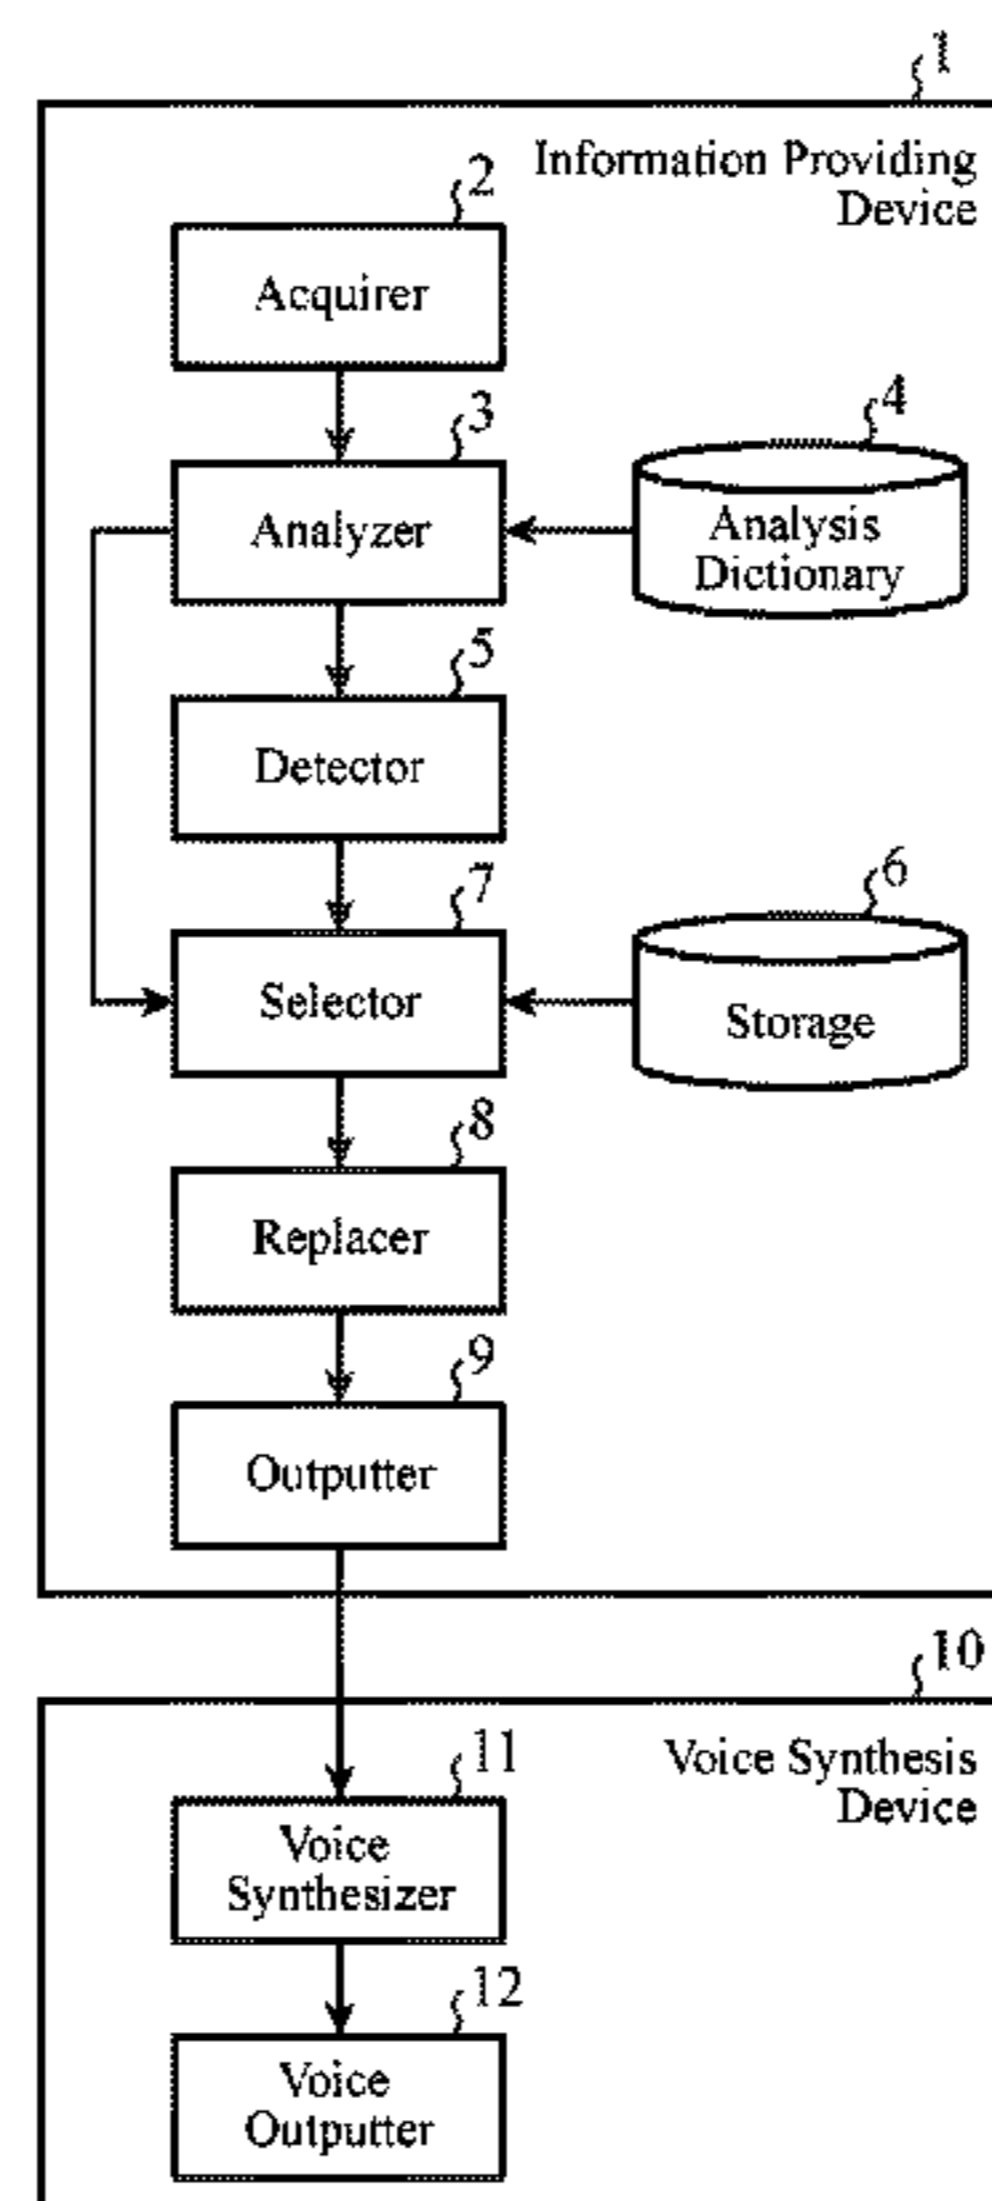 1
Information Providing
Device
2
Acquirer
3
Analyzer
4
Analysis
Dictionary
5
Detector
6
Storage
7
Selector
8
Replacer
9
Outputter
10
Voice Synthesis
Device
11
Voice
Synthesizer
12
Voice
Outputter